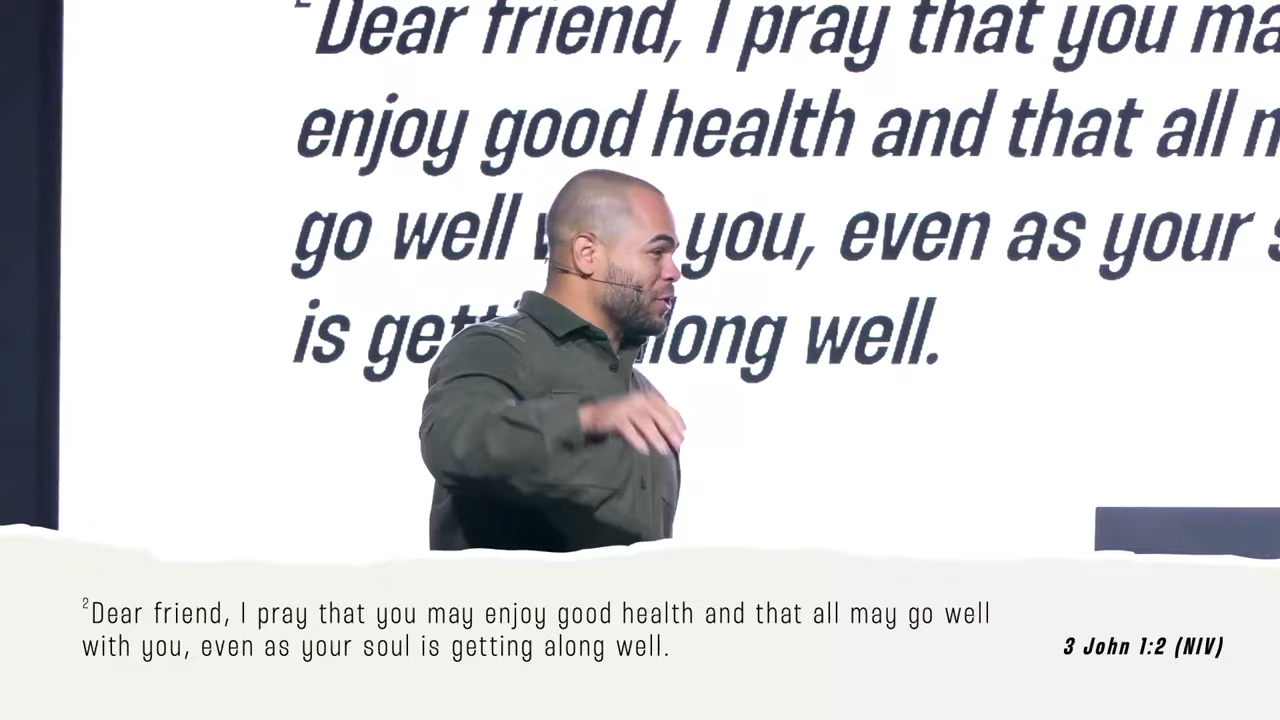 ²Dear friend, I pray that you
enjoy good health and that all
go well you, even as your
is long well.
²Dear friend, I pray that you may enjoy good health and that all may go well
with you, even as your soul is getting along well.
3 John 1:2 (NIV)